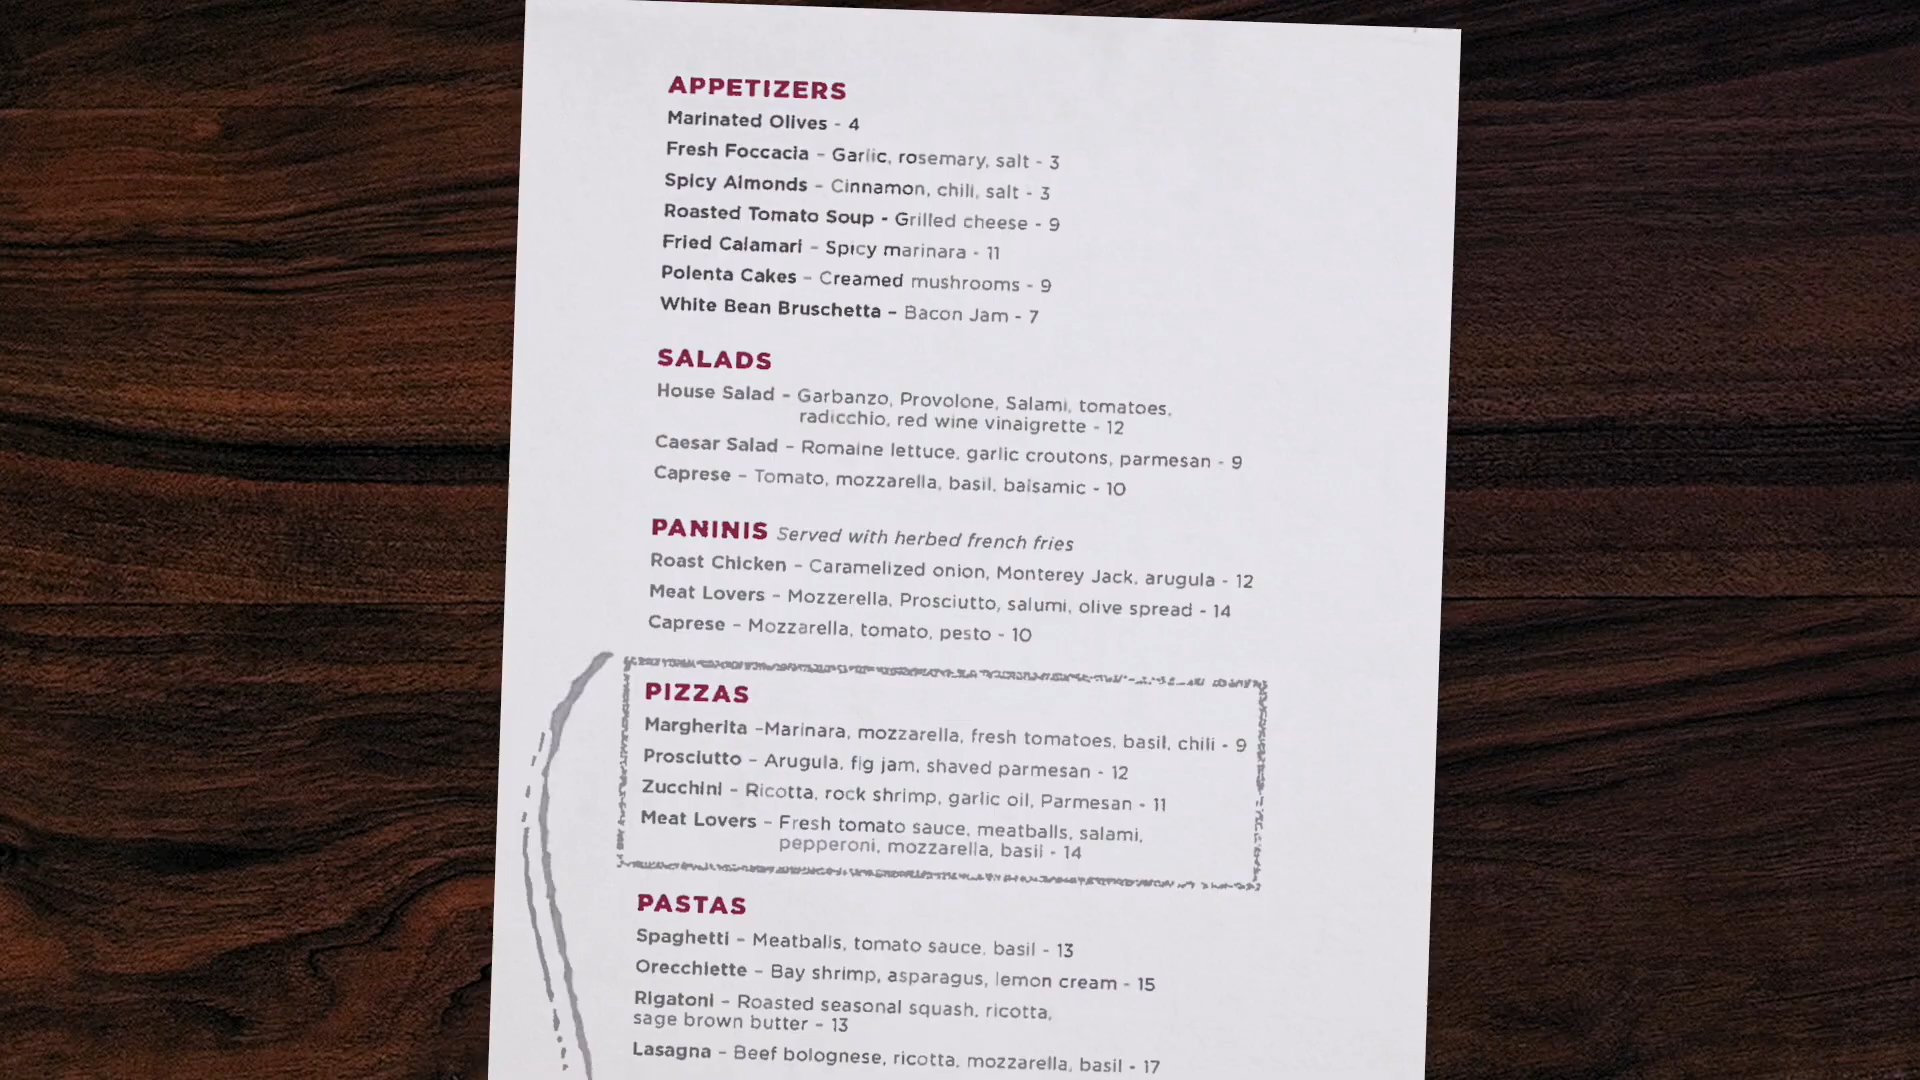 APPETIZERS
Marinated Olives - 4
Fresh Foccacia – Garlic, rosemary, salt - 3
Spicy Almonds – Cinnamon, chili, salt - 3
Roasted Tomato Soup - Grilled cheese - 9
Fried Calamari – Spicy marinara - 11
Polenta Cakes – Creamed mushrooms - 9
White Bean Bruschetta – Bacon Jam - 7
SALADS
House Salad – Garbanzo, Provolone, Salami, tomatoes,
radicchio, red wine vinaigrette - 12
Caesar Salad – Romaine lettuce, garlic croutons, parmesan - 9
Caprese – Tomato, mozzarella, basil, balsamic - 10
PANINIS Served with herbed french fries
Roast Chicken – Caramelized onion, Monterey Jack, arugula - 12
Meat Lovers – Mozzerella, Prosciutto, salumi, olive spread - 14
Caprese – Mozzarella, tomato, pesto - 10
PIZZAS
Margherita –Marinara, mozzarella, fresh tomatoes, basil, chili - 9
Prosciutto – Arugula, fig jam, shaved parmesan - 12
Zucchini – Ricotta, rock shrimp, garlic oil, Parmesan - 11
Meat Lovers – Fresh tomato sauce, meatballs, salami,
pepperoni, mozzarella, basil - 14
PASTAS
Spaghetti – Meatballs, tomato sauce, basil - 13
Orecchiette – Bay shrimp, asparagus, lemon cream - 15
Rigatoni – Roasted seasonal squash, ricotta,
sage brown butter – 13
Lasagna – Beef bolognese, ricotta, mozzarella, basil - 17